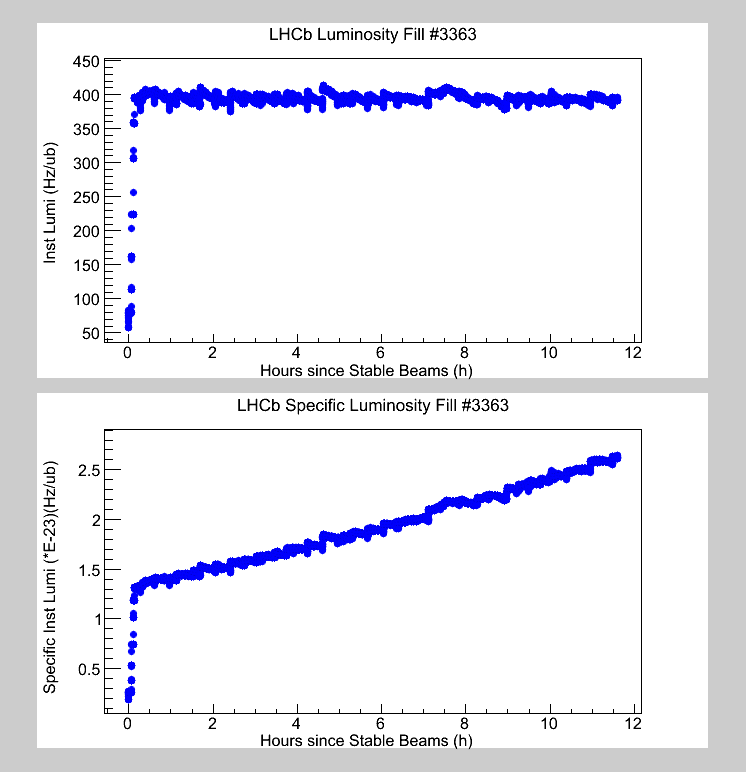 LHCb Luminosity Fill #3363
450
400
350
300
250
200
150
100
50
Inst Lumi (Hz/ub)
0 2 4 6 8 10 12
Hours since Stable Beams (h)
LHCb Specific Luminosity Fill #3363
2.5
2
1.5
1
0.5
Specific Inst Lumi (*E-23)(Hz/ub)
0 2 4 6 8 10 12
Hours since Stable Beams (h)